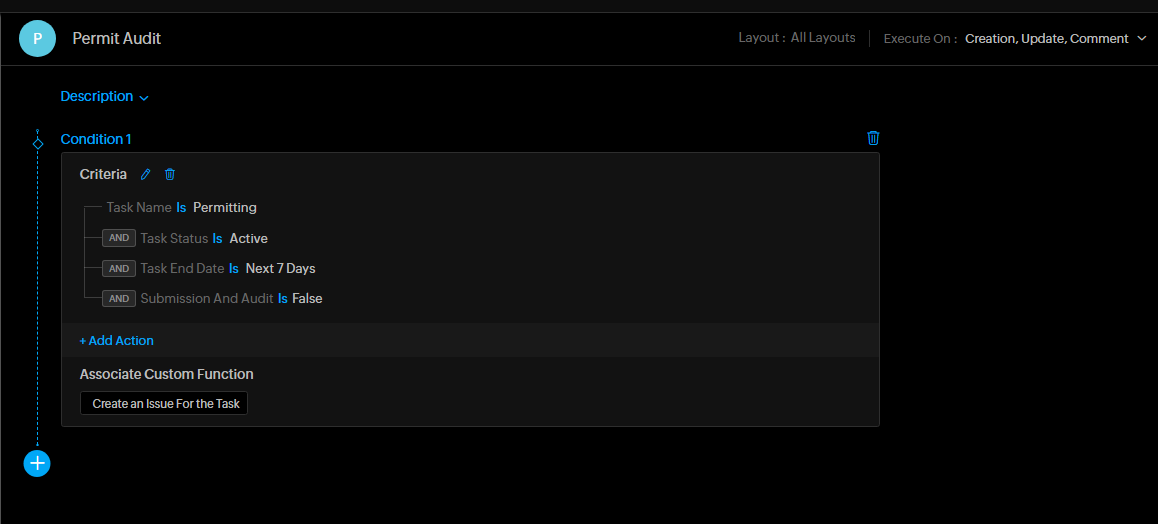 P
Permit Audit
Layout : All Layouts
Execute On : Creation, Update, Comment
Description
Condition 1
Criteria
Task Name Is Permitting
AND Task Status Is Active
AND Task End Date Is Next 7 Days
AND Submission And Audit Is False
+ Add Action
Associate Custom Function
Create an Issue For the Task